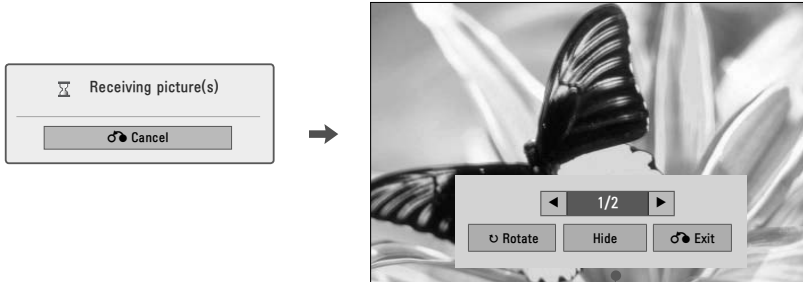 Receiving picture(s)
Cancel
1/2
Rotate
Hide
Exit